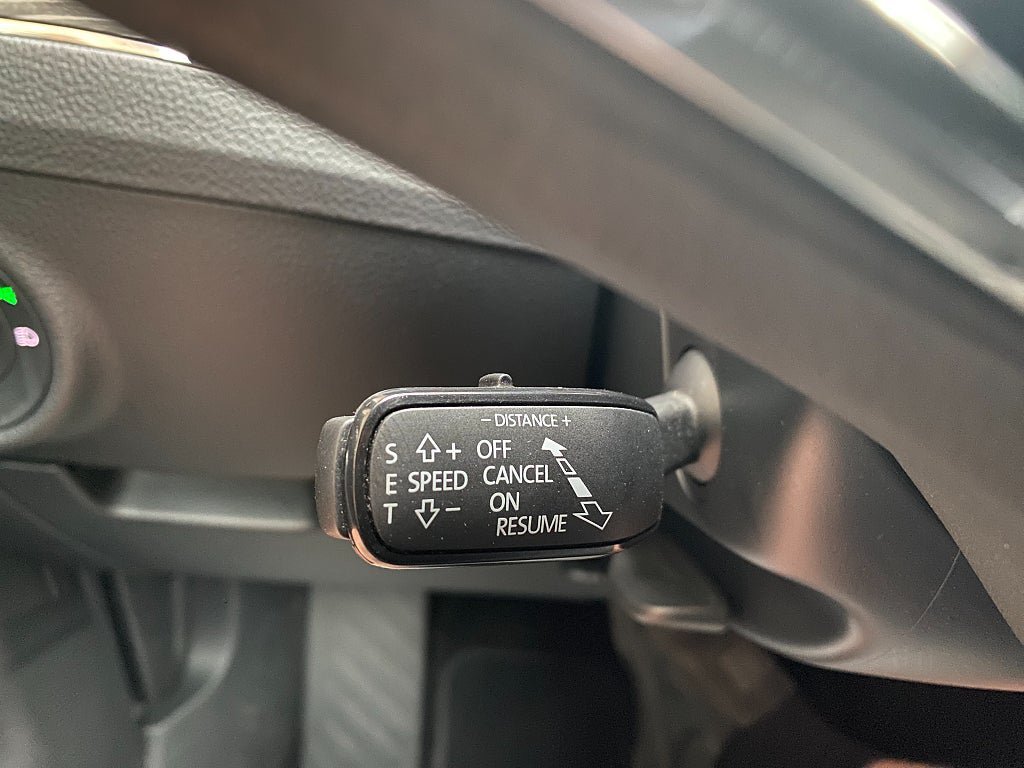 − DISTANCE +
S + OFF
E SPEED CANCEL
T − ON
RESUME